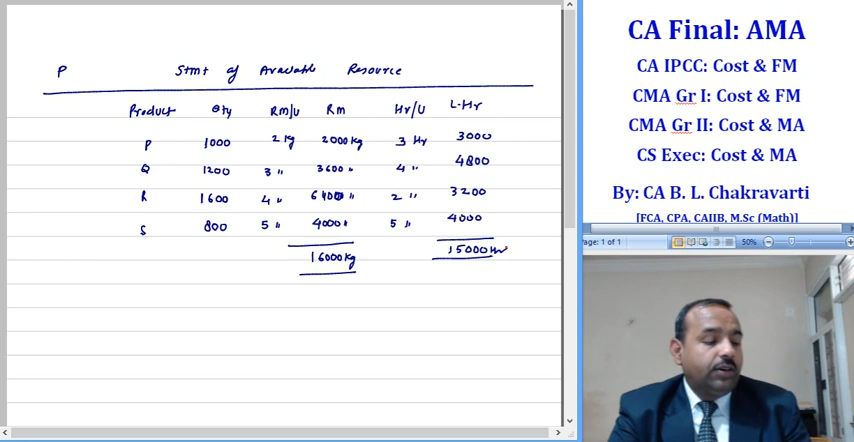 P Stmt of Available Resource
Product Qty Rm/U Rm Hr/U L.Hr
P 1000 2 Kg 2000 Kg 3 Hr 3000
Q 1200 3 " 3600 " 4 " 4800
R 1600 4 " 6400 " 2 " 3200
S 800 5 " 4000 " 5 " 4000
16000 Kg 15000 Hr
CA Final: AMA
CA IPCC: Cost & FM
CMA Gr I: Cost & FM
CMA Gr II: Cost & MA
CS Exec: Cost & MA
By: CA B. L. Chakravarti
[FCA, CPA, CAIIB, M.Sc (Math)]
age: 1 of 1 50%